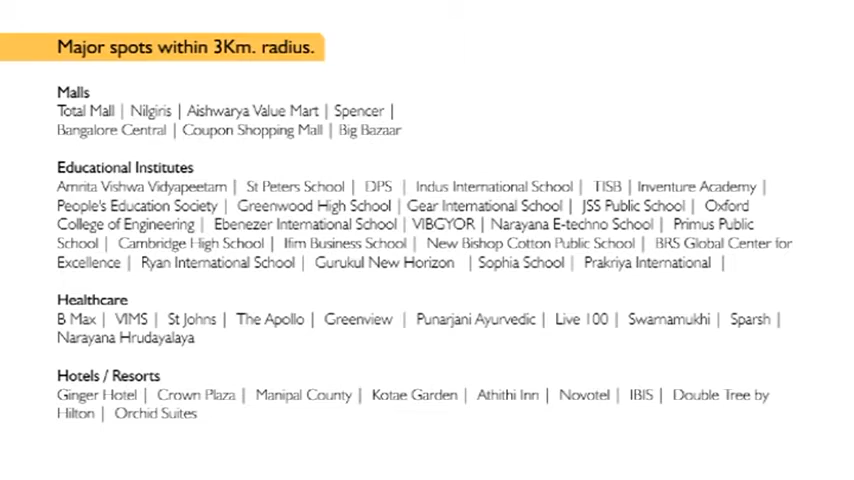 Major spots within 3Km. radius.
Malls
Total Mall | Nilgiris | Aishwarya Value Mart | Spencer |
Bangalore Central | Coupon Shopping Mall | Big Bazaar
Educational Institutes
Amrita Vishwa Vidyapeetam | St Peters School | DPS | Indus International School | TISB | Inventure Academy |
People's Education Society | Greenwood High School | Gear International School | JSS Public School | Oxford
College of Engineering | Ebenezer International School | VIBGYOR | Narayana E-techno School | Primus Public
School | Cambridge High School | Ifim Business School | New Bishop Cotton Public School | BRS Global Center for
Excellence | Ryan International School | Gurukul New Horizon | Sophia School | Prakriya International |
Healthcare
B Max | VIMS | St Johns | The Apollo | Greenview | Punarjani Ayurvedic | Live 100 | Swarnamukhi | Sparsh |
Narayana Hrudayalaya
Hotels / Resorts
Ginger Hotel | Crown Plaza | Manipal County | Kotae Garden | Athithi Inn | Novotel | IBIS | Double Tree by
Hilton | Orchid Suites